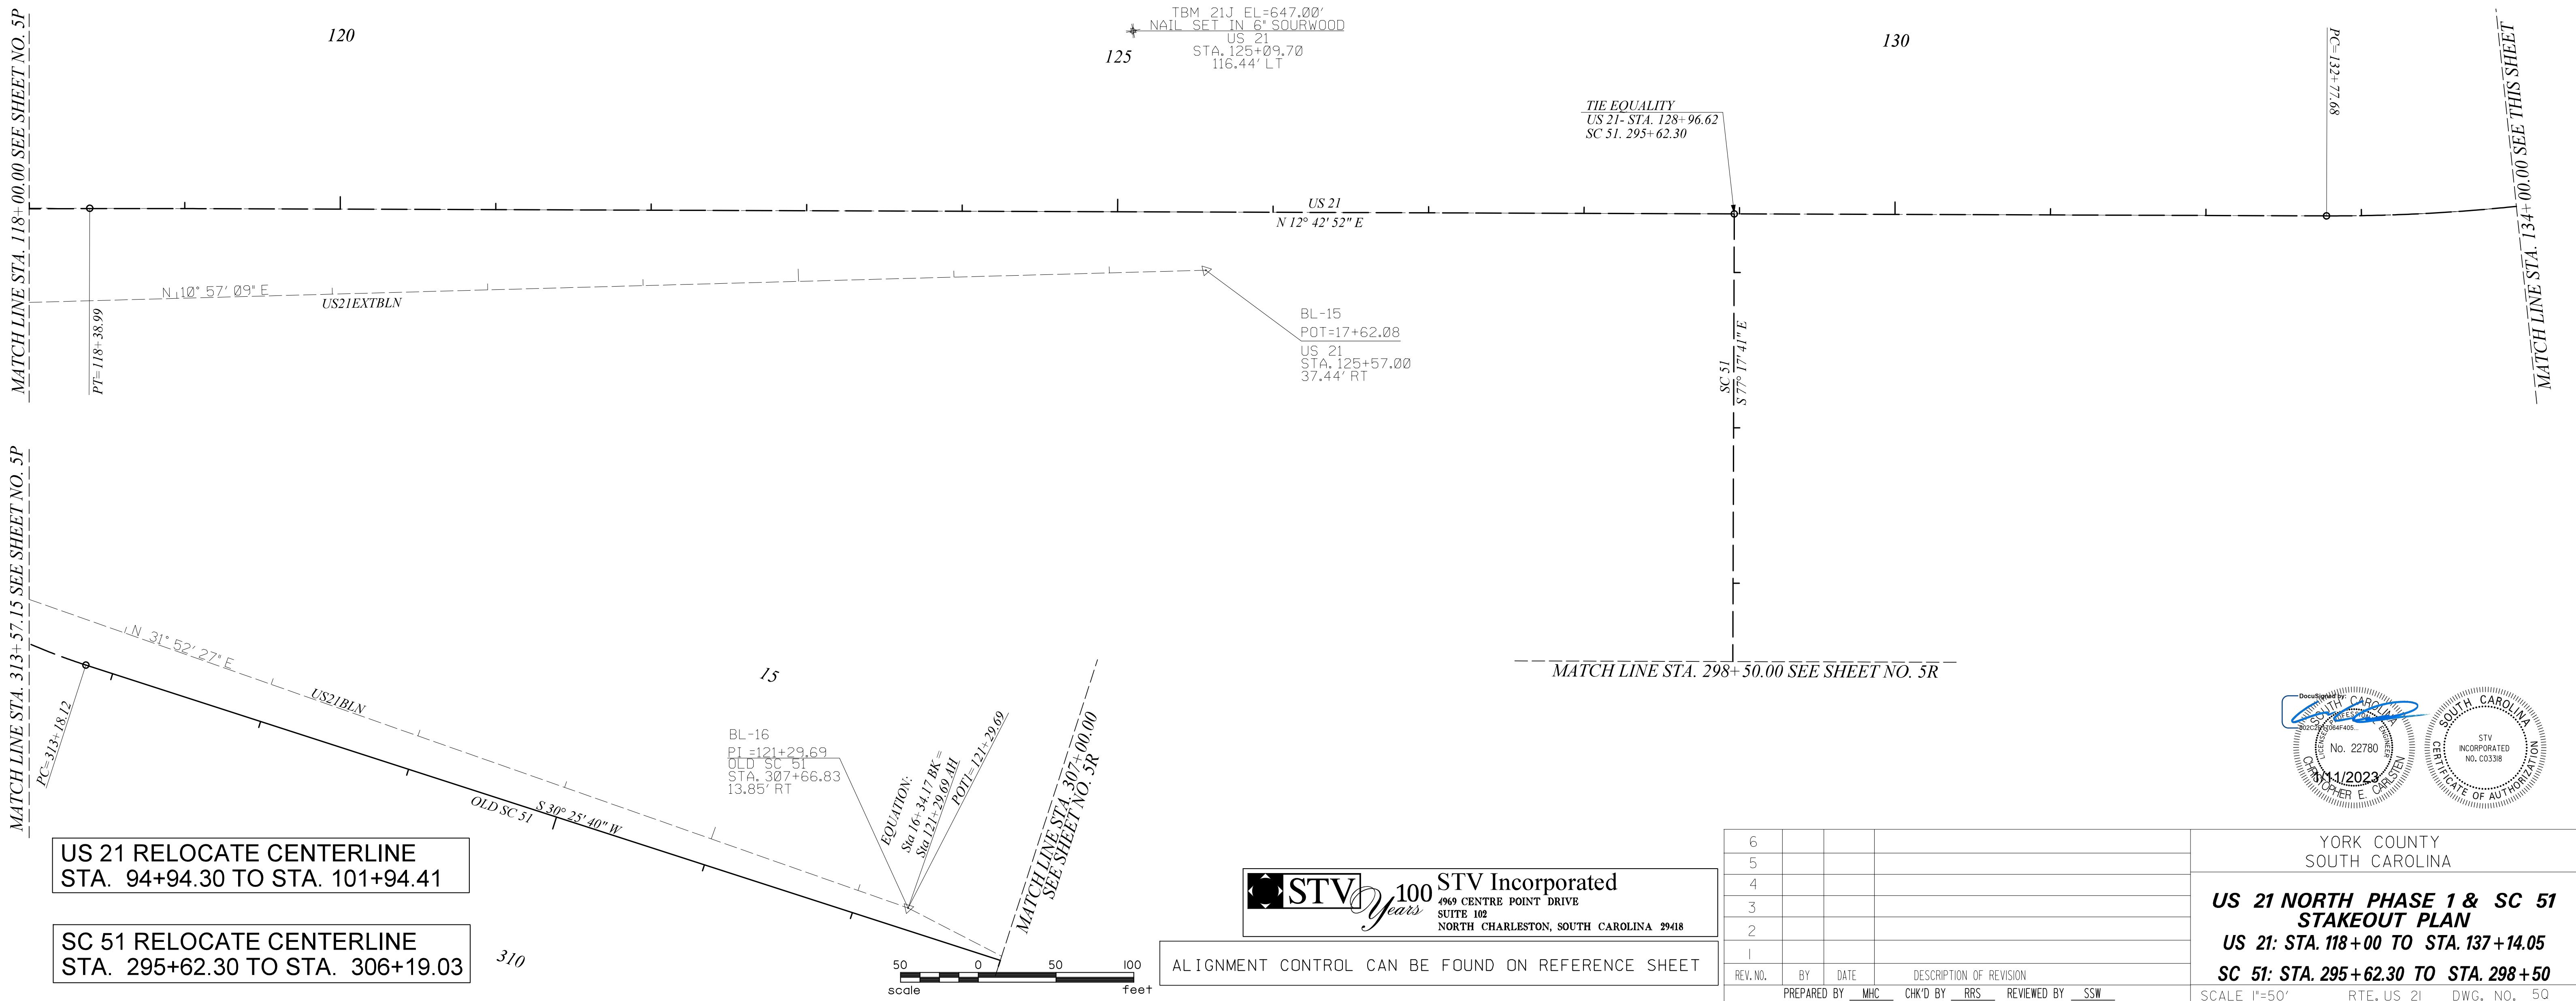 MATCH LINE STA. 118+00.00 SEE SHEET NO. 5P
120
TBM 21J EL=647.00'
NAIL SET IN 6" SOURWOOD
US 21
STA. 125+09.70
116.44' LT
125
130
TIE EQUALITY
US 21- STA. 128+96.62
SC 51. 295+62.30
PC= 132+77.68
MATCH LINE STA. 134+00.00 SEE THIS SHEET
US 21
N 12° 42' 52" E
N 10° 57' 09" E
US21EXTBLN
PT= 118+38.99
BL-15
POT=17+62.08
US 21
STA. 125+57.00
37.44' RT
SC 51
S 77° 17' 41" E
MATCH LINE STA. 298+50.00 SEE SHEET NO. 5R
MATCH LINE STA. 313+57.15 SEE SHEET NO. 5P
N 31° 52' 27" E
US21BLN
15
PC= 313+18.12
OLD SC 51
S 30° 25' 40" W
BL-16
PI =121+29.69
OLD SC 51
STA. 307+66.83
13.85' RT
EQUATION:
Sta 16+34.17 BK =
Sta 121+29.69 AH
POT1= 121+29.69
MATCH LINE STA. 307+00.00
SEE SHEET NO. 5R
310
US 21 RELOCATE CENTERLINE
STA. 94+94.30 TO STA. 101+94.41
SC 51 RELOCATE CENTERLINE
STA. 295+62.30 TO STA. 306+19.03
50 0 50 100
scale feet
STV 100 Years
STV Incorporated
4969 CENTRE POINT DRIVE
SUITE 102
NORTH CHARLESTON, SOUTH CAROLINA 29418
ALIGNMENT CONTROL CAN BE FOUND ON REFERENCE SHEET
DocuSigned by:
SOUTH CAROLINA
No. 22780
1/11/2023
CHRISTOPHER E. CARLSTEN
LICENSED PROFESSIONAL ENGINEER
SOUTH CAROLINA
STV
INCORPORATED
NO. C03318
CERTIFICATE OF AUTHORIZATION
6
5
4
3
2
1
REV. NO. BY DATE DESCRIPTION OF REVISION
PREPARED BY MHC CHK'D BY RRS REVIEWED BY SSW
YORK COUNTY
SOUTH CAROLINA
US 21 NORTH PHASE 1 & SC 51
STAKEOUT PLAN
US 21: STA. 118+00 TO STA. 137+14.05
SC 51: STA. 295+62.30 TO STA. 298+50
SCALE 1"=50' RTE. US 21 DWG. NO. 5Q